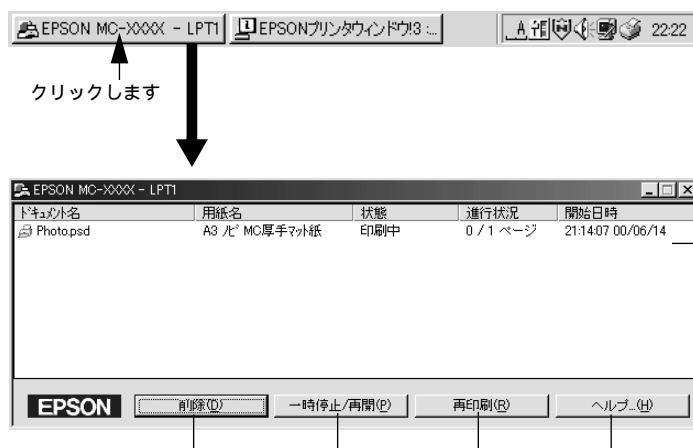 EPSON MC-XXXX - LPT1 EPSONプリンタウィンドウ!3 :... A 22:22
クリックします
EPSON MC-XXXX - LPT1
ドキュメント名 用紙名 状態 進行状況 開始日時
Photo.psd A3 ノビ MC厚手マット紙 印刷中 0 / 1 ページ 21:14:07 00/06/14
EPSON 削除(D) 一時停止/再開(P) 再印刷(R) ヘルプ...(H)